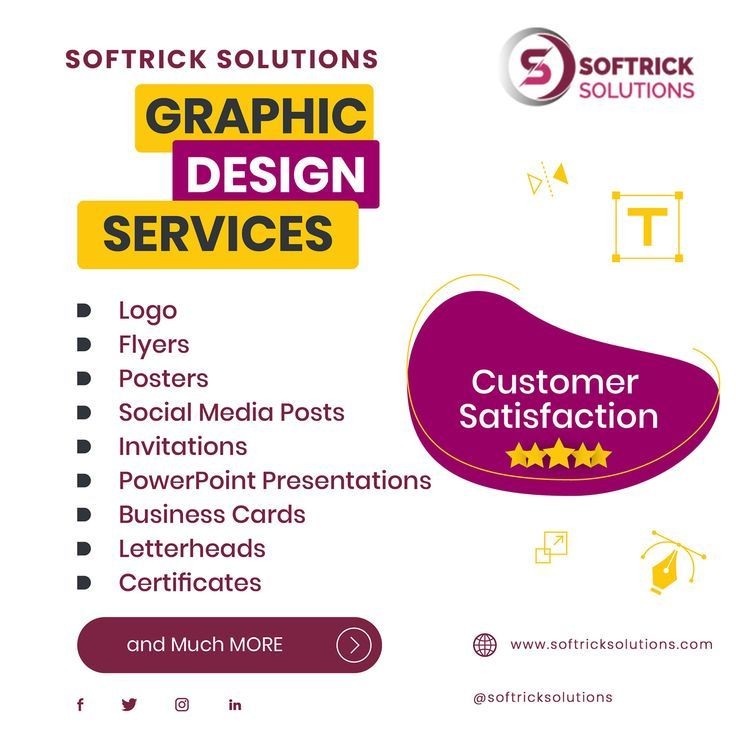 SOFTRICK SOLUTIONS
SOFTRICK
SOLUTIONS
GRAPHIC
DESIGN
SERVICES
T
Logo
Flyers
Posters
Social Media Posts
Invitations
PowerPoint Presentations
Business Cards
Letterheads
Certificates
Customer
Satisfaction
and Much MORE
www.softricksolutions.com
@softricksolutions